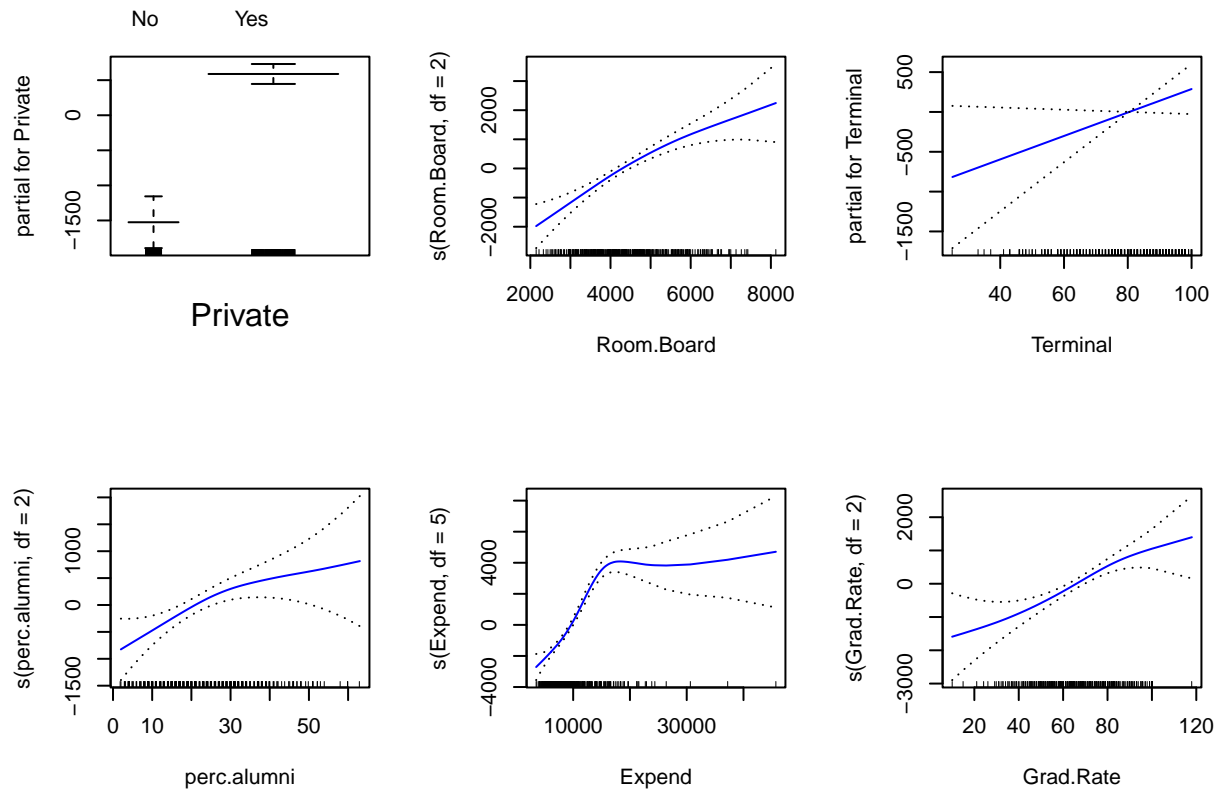 No Yes
partial for Private
0
−1500
Private
s(Room.Board, df = 2)
2000
0
−2000
2000 4000 6000 8000
Room.Board
partial for Terminal
500
−500
−1500
40 60 80 100
Terminal
s(perc.alumni, df = 2)
1000
0
−1500
0 10 30 50
perc.alumni
s(Expend, df = 5)
4000
0
−4000
10000 30000
Expend
s(Grad.Rate, df = 2)
2000
0
−3000
20 40 60 80 120
Grad.Rate